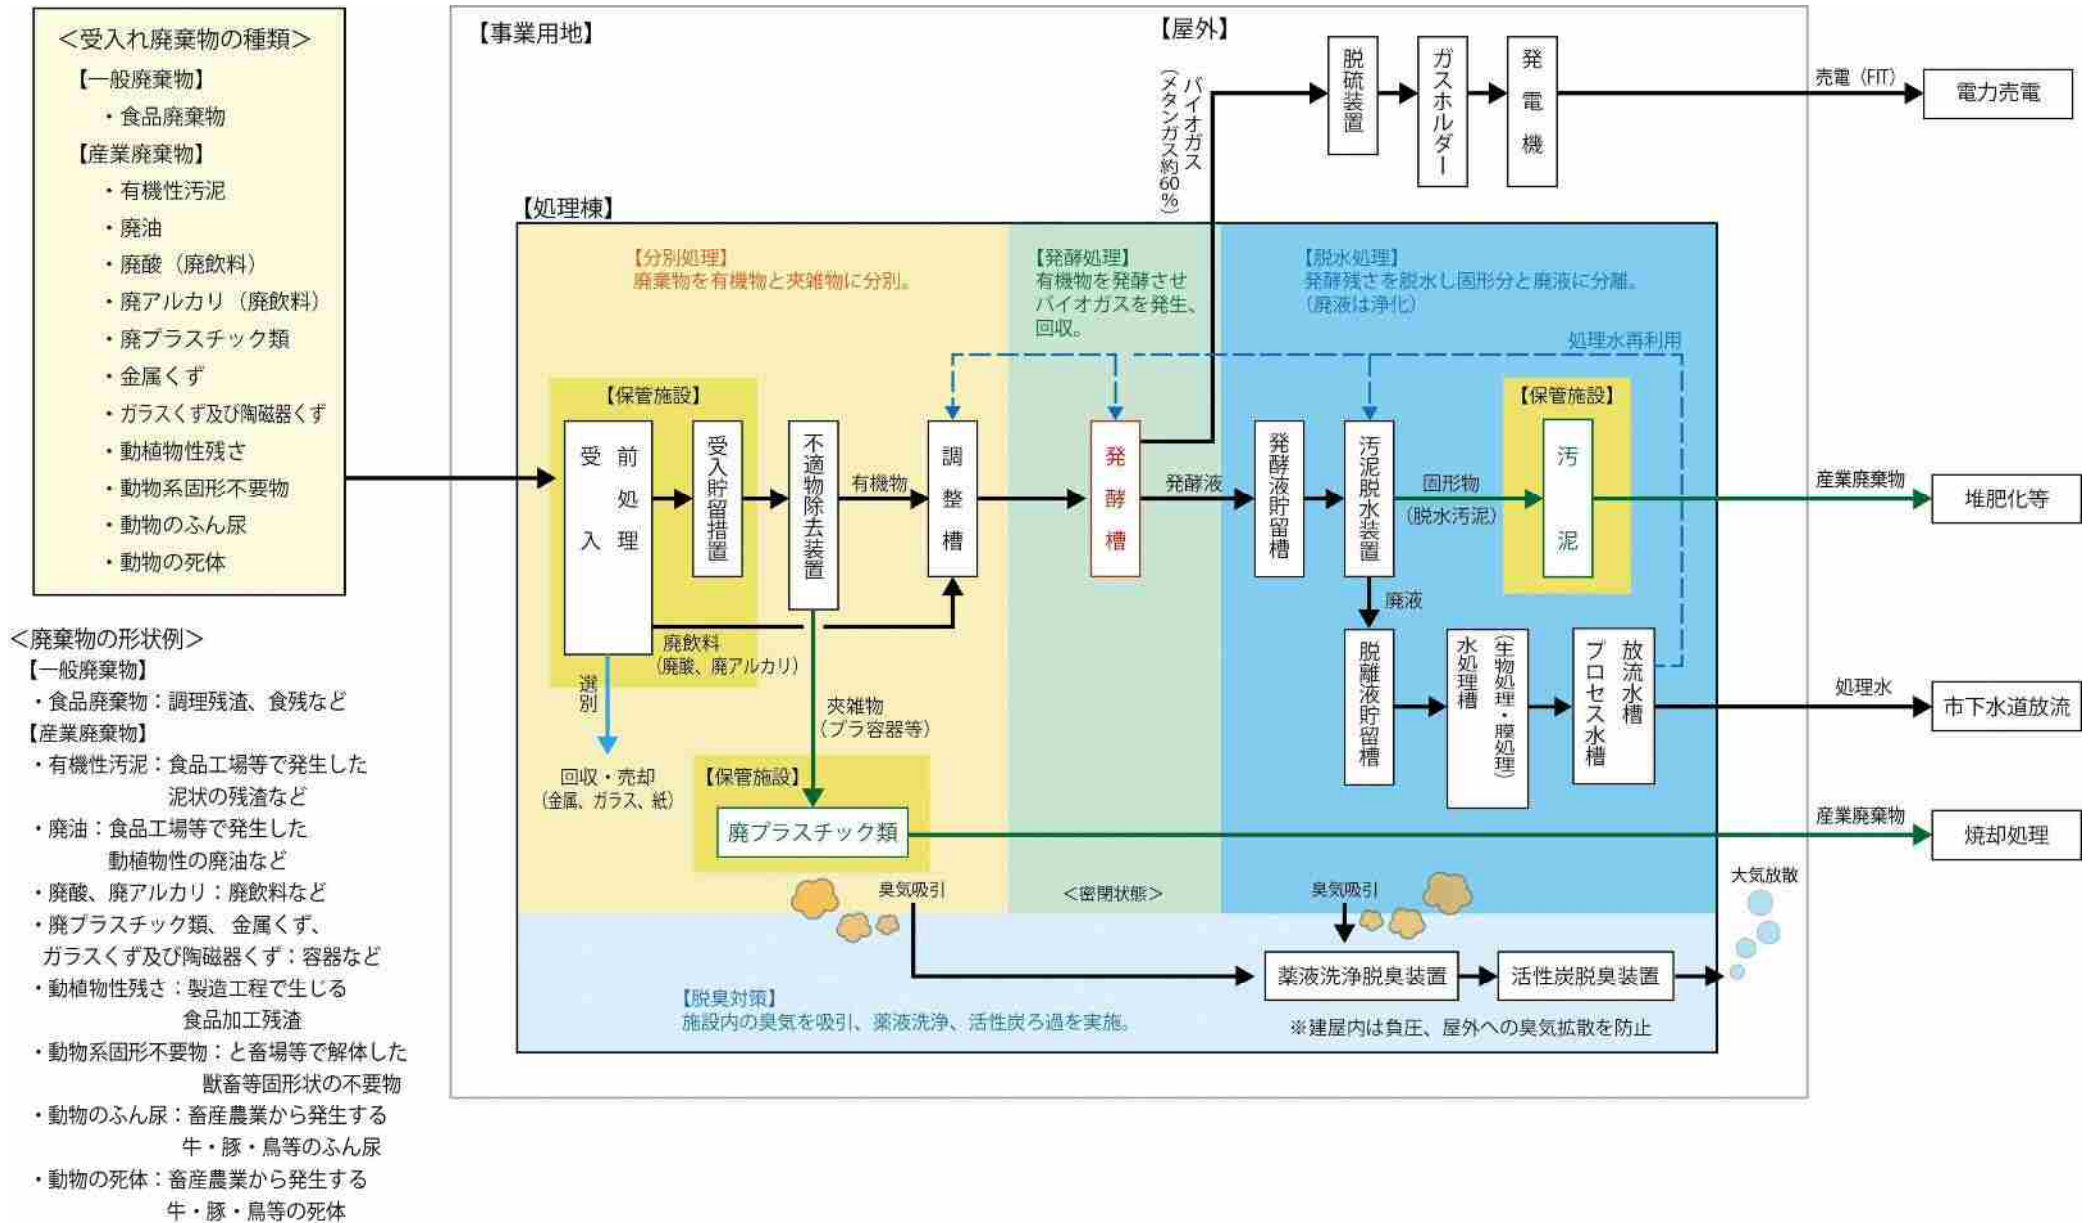 ＜受入れ廃棄物の種類＞
【一般廃棄物】
・食品廃棄物
【産業廃棄物】
・有機性汚泥
・廃油
・廃酸（廃飲料）
・廃アルカリ（廃飲料）
・廃プラスチック類
・金属くず
・ガラスくず及び陶磁器くず
・動植物性残さ
・動物系固形不要物
・動物のふん尿
・動物の死体
＜廃棄物の形状例＞
【一般廃棄物】
・食品廃棄物：調理残渣、食残など
【産業廃棄物】
・有機性汚泥：食品工場等で発生した
泥状の残渣など
・廃油：食品工場等で発生した
動植物性の廃油など
・廃酸、廃アルカリ：廃飲料など
・廃プラスチック類、金属くず、
ガラスくず及び陶磁器くず：容器など
・動植物性残さ：製造工程で生じる
食品加工残渣
・動物系固形不要物：と畜場等で解体した
獣畜等固形状の不要物
・動物のふん尿：畜産農業から発生する
牛・豚・鳥等のふん尿
・動物の死体：畜産農業から発生する
牛・豚・鳥等の死体
【事業用地】
【屋外】
バイオガス
（メタンガス約60%）
脱硫装置
ガスホルダー
発電機
売電（FIT）
電力売電
【処理棟】
【分別処理】
廃棄物を有機物と夾雑物に分別。
【発酵処理】
有機物を発酵させ
バイオガスを発生、
回収。
【脱水処理】
発酵残さを脱水し固形分と廃液に分離。
（廃液は浄化）
処理水再利用
【保管施設】
受入
前処理
受入貯留措置
不適物除去装置
有機物
調整槽
発酵槽
発酵液
発酵液貯留槽
汚泥脱水装置
固形物
（脱水汚泥）
【保管施設】
汚泥
産業廃棄物
堆肥化等
廃飲料
（廃酸、廃アルカリ）
選別
回収・売却
（金属、ガラス、紙）
夾雑物
（プラ容器等）
【保管施設】
廃プラスチック類
廃液
脱離液貯留槽
水処理槽
（生物処理・膜処理）
放流水槽
プロセス水槽
処理水
市下水道放流
産業廃棄物
焼却処理
臭気吸引
＜密閉状態＞
臭気吸引
大気放散
薬液洗浄脱臭装置
活性炭脱臭装置
【脱臭対策】
施設内の臭気を吸引、薬液洗浄、活性炭ろ過を実施。
※建屋内は負圧、屋外への臭気拡散を防止